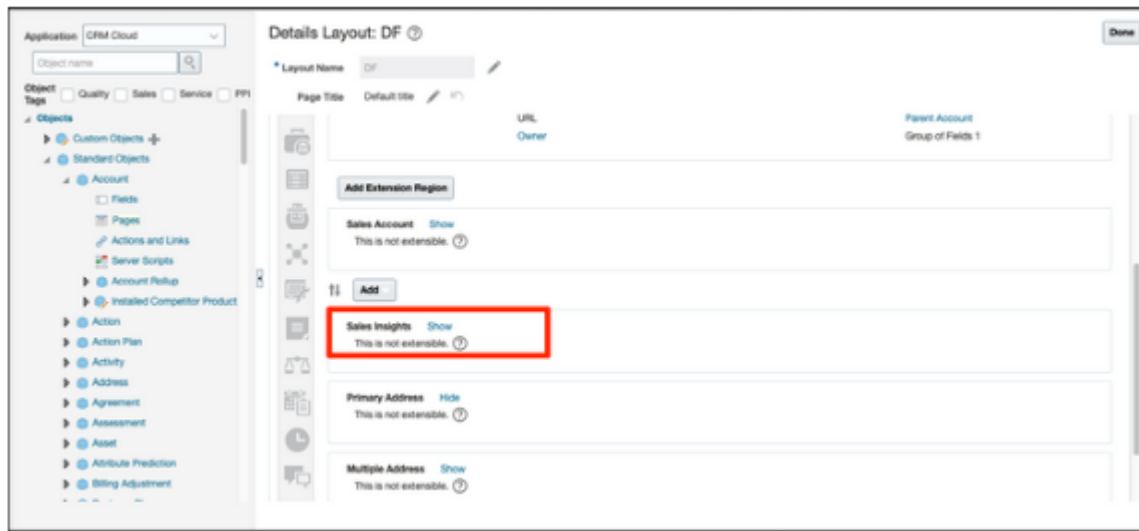 Application CRM Cloud
Object name
Object Tags Quality Sales Service PPI
Objects
Custom Objects
Standard Objects
Account
Fields
Pages
Actions and Links
Server Scripts
Account Rollup
Installed Competitor Product
Action
Action Plan
Activity
Address
Agreement
Assessment
Asset
Attribute Prediction
Billing Adjustment
Details Layout: DF
Done
* Layout Name DF
Page Title Default title
URL Parent Account
Owner Group of Fields 1
Add Extension Region
Sales Account Show
This is not extensible.
Add
Sales Insights Show
This is not extensible.
Primary Address Hide
This is not extensible.
Multiple Address Show
This is not extensible.